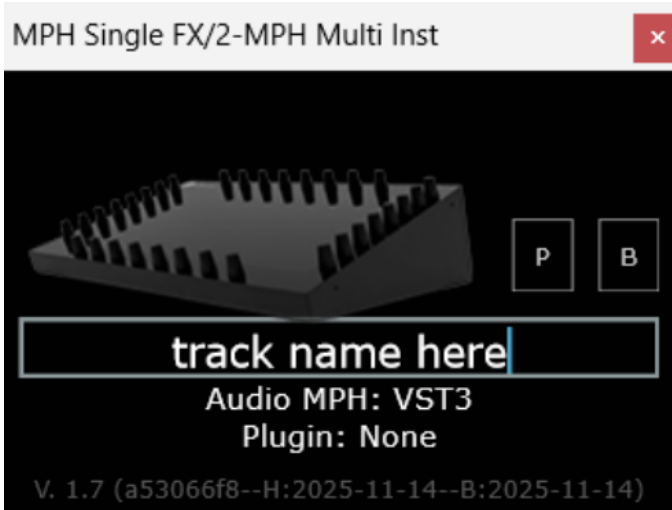 MPH Single FX/2-MPH Multi Inst ×
P B
track name here
Audio MPH: VST3
Plugin: None
V. 1.7 (a53066f8--H:2025-11-14--B:2025-11-14)